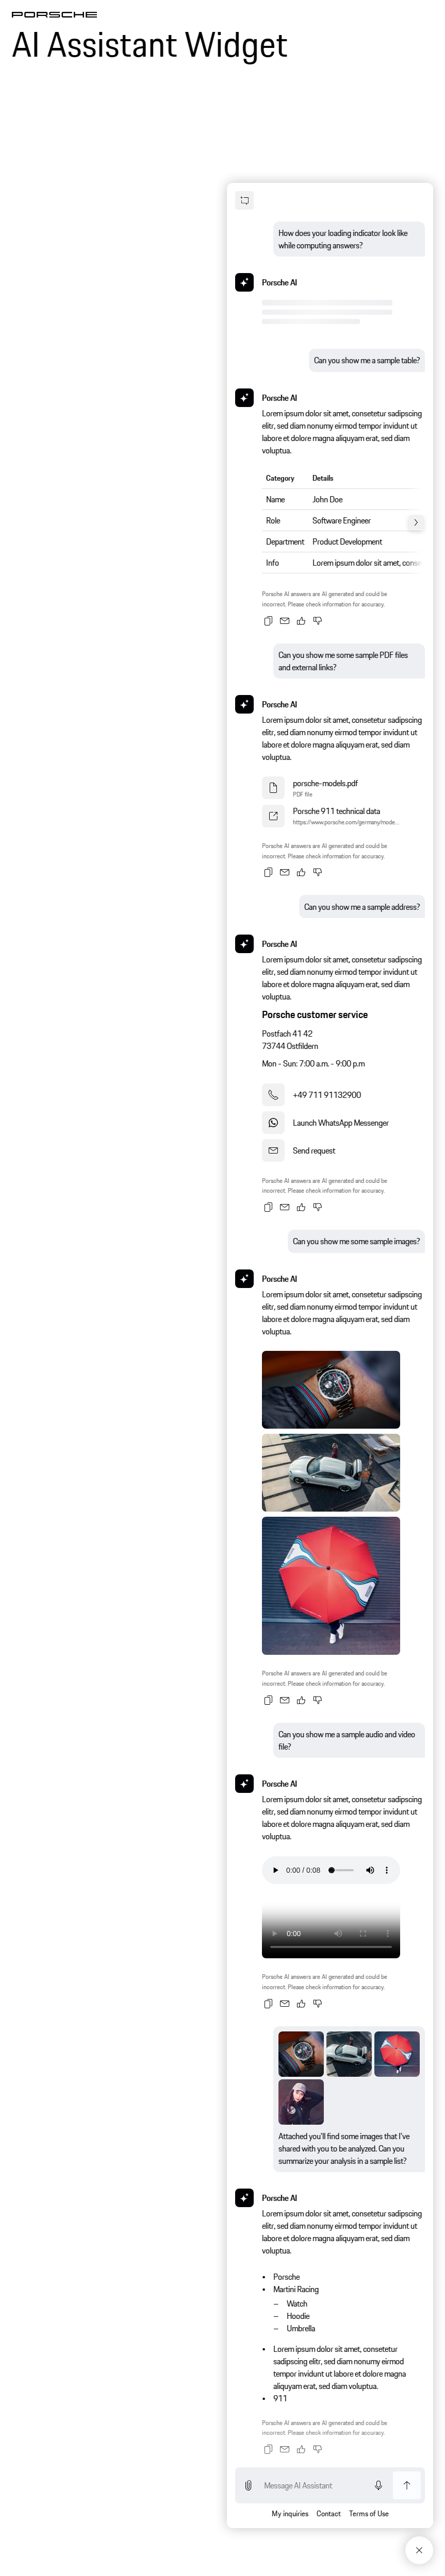 PORSCHE
AI Assistant Widget
How does your loading indicator look like
while computing answers?
Porsche AI
Can you show me a sample table?
Porsche AI
Lorem ipsum dolor sit amet, consetetur sadipscing
elitr, sed diam nonumy eirmod tempor invidunt ut
labore et dolore magna aliquyam erat, sed diam
voluptua.
Category Details
Name John Doe
Role Software Engineer
Department Product Development
Info Lorem ipsum dolor sit amet, conse
Porsche AI answers are AI generated and could be
incorrect. Please check information for accuracy.
Can you show me some sample PDF files
and external links?
Porsche AI
Lorem ipsum dolor sit amet, consetetur sadipscing
elitr, sed diam nonumy eirmod tempor invidunt ut
labore et dolore magna aliquyam erat, sed diam
voluptua.
porsche-models.pdf
PDF file
Porsche 911 technical data
https://www.porsche.com/germany/mode...
Porsche AI answers are AI generated and could be
incorrect. Please check information for accuracy.
Can you show me a sample address?
Porsche AI
Lorem ipsum dolor sit amet, consetetur sadipscing
elitr, sed diam nonumy eirmod tempor invidunt ut
labore et dolore magna aliquyam erat, sed diam
voluptua.
Porsche customer service
Postfach 41 42
73744 Ostfildern
Mon - Sun: 7:00 a.m. - 9:00 p.m
+49 711 91132900
Launch WhatsApp Messenger
Send request
Porsche AI answers are AI generated and could be
incorrect. Please check information for accuracy.
Can you show me some sample images?
Porsche AI
Lorem ipsum dolor sit amet, consetetur sadipscing
elitr, sed diam nonumy eirmod tempor invidunt ut
labore et dolore magna aliquyam erat, sed diam
voluptua.
Porsche AI answers are AI generated and could be
incorrect. Please check information for accuracy.
Can you show me a sample audio and video
file?
Porsche AI
Lorem ipsum dolor sit amet, consetetur sadipscing
elitr, sed diam nonumy eirmod tempor invidunt ut
labore et dolore magna aliquyam erat, sed diam
voluptua.
0:00 / 0:08
0:00
Porsche AI answers are AI generated and could be
incorrect. Please check information for accuracy.
Attached you'll find some images that I've
shared with you to be analyzed. Can you
summarize your analysis in a sample list?
Porsche AI
Lorem ipsum dolor sit amet, consetetur sadipscing
elitr, sed diam nonumy eirmod tempor invidunt ut
labore et dolore magna aliquyam erat, sed diam
voluptua.
• Porsche
• Martini Racing
– Watch
– Hoodie
– Umbrella
• Lorem ipsum dolor sit amet, consetetur
sadipscing elitr, sed diam nonumy eirmod
tempor invidunt ut labore et dolore magna
aliquyam erat, sed diam voluptua.
• 911
Porsche AI answers are AI generated and could be
incorrect. Please check information for accuracy.
Message AI Assistant
My inquiries Contact Terms of Use